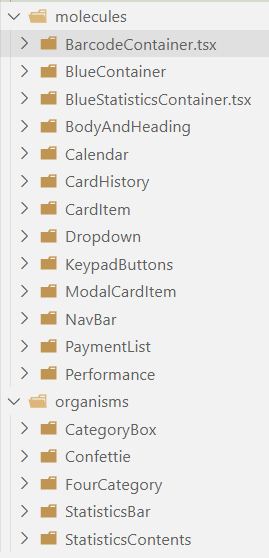 molecules
BarcodeContainer.tsx
BlueContainer
BlueStatisticsContainer.tsx
BodyAndHeading
Calendar
CardHistory
CardItem
Dropdown
KeypadButtons
ModalCardItem
NavBar
PaymentList
Performance
organisms
CategoryBox
Confettie
FourCategory
StatisticsBar
StatisticsContents